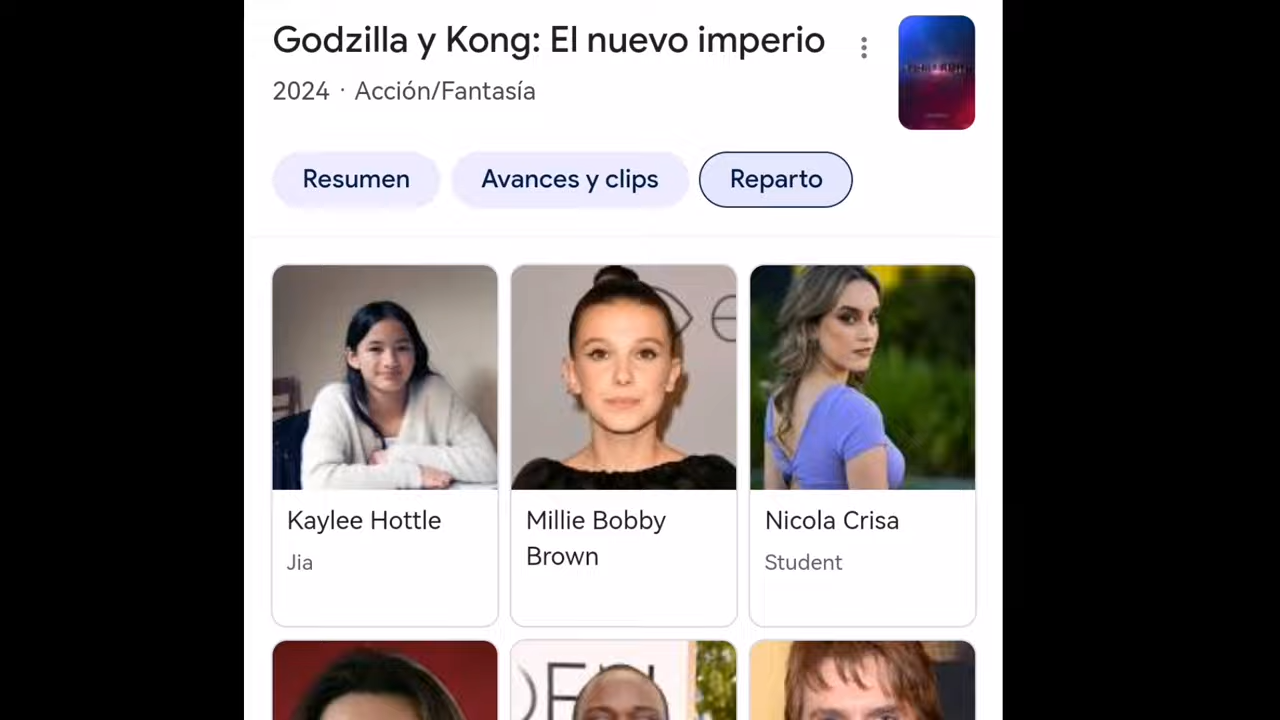 Godzilla y Kong: El nuevo imperio
2024 · Acción/Fantasía
Resumen
Avances y clips
Reparto
Kaylee Hottle
Jia
Millie Bobby
Brown
Nicola Crisa
Student